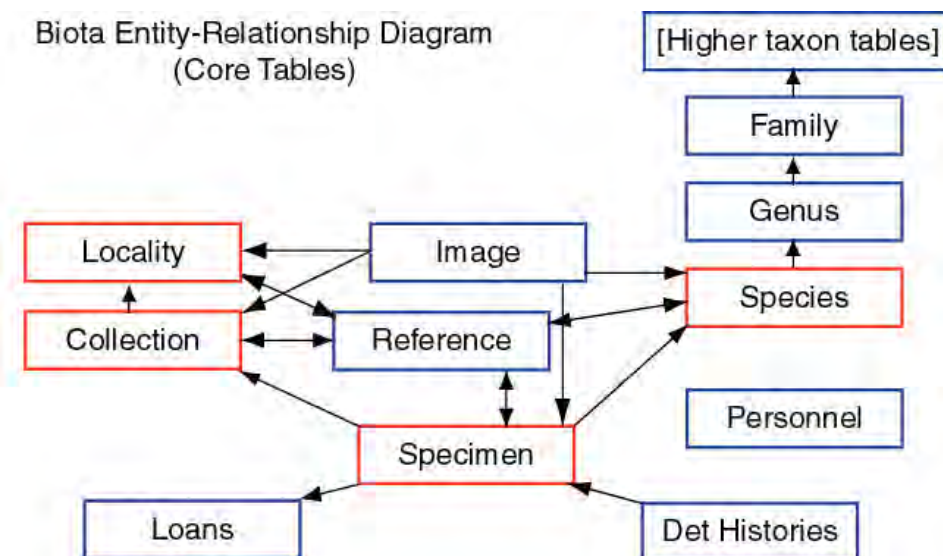 Biota Entity-Relationship Diagram
(Core Tables)
[Higher taxon tables]
Family
Genus
Locality
Image
Species
Collection
Reference
Personnel
Specimen
Loans
Det Histories